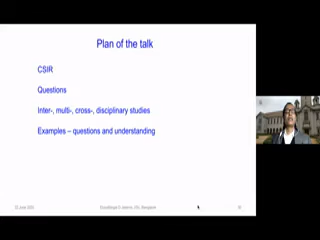 Plan of the talk
CSIR
Questions
Inter-, multi-, cross-, disciplinary studies
Examples – questions and understanding